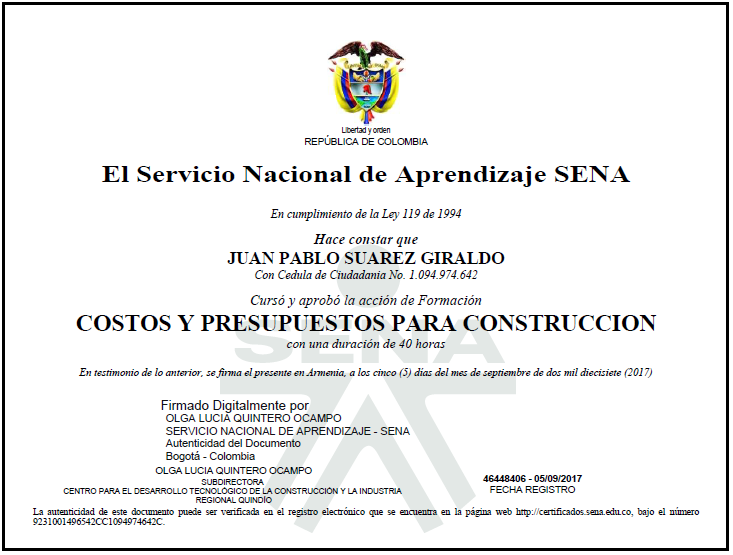 Libertad y orden
REPÚBLICA DE COLOMBIA
El Servicio Nacional de Aprendizaje SENA
En cumplimiento de la Ley 119 de 1994
Hace constar que
JUAN PABLO SUAREZ GIRALDO
Con Cedula de Ciudadania No. 1.094.974.642
Cursó y aprobó la acción de Formación
COSTOS Y PRESUPUESTOS PARA CONSTRUCCION
con una duración de 40 horas
SENA
En testimonio de lo anterior, se firma el presente en Armenia, a los cinco (5) días del mes de septiembre de dos mil diecisiete (2017)
Firmado Digitalmente por
OLGA LUCIA QUINTERO OCAMPO
SERVICIO NACIONAL DE APRENDIZAJE - SENA
Autenticidad del Documento
Bogotá - Colombia
OLGA LUCIA QUINTERO OCAMPO
SUBDIRECTORA
CENTRO PARA EL DESARROLLO TECNOLÓGICO DE LA CONSTRUCCIÓN Y LA INDUSTRIA
REGIONAL QUINDÍO
46448406 - 05/09/2017
FECHA REGISTRO
La autenticidad de este documento puede ser verificada en el registro electrónico que se encuentra en la página web http://certificados.sena.edu.co, bajo el número
9231001496542CC1094974642C.